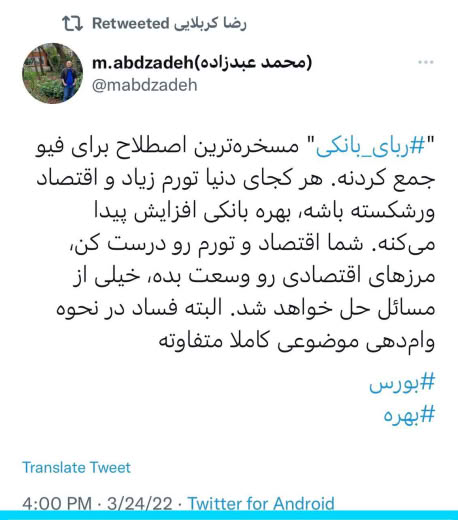 رضا کربلایی Retweeted
m.abdzadeh(محمد عبدزاده)
@mabdzadeh
"#ربای_بانکی" مسخره‌ترین اصطلاح برای فیو
جمع کردنه. هر کجای دنیا تورم زیاد و اقتصاد
ورشکسته باشه، بهره بانکی افزایش پیدا
می‌کنه. شما اقتصاد و تورم رو درست کن،
مرزهای اقتصادی رو وسعت بده، خیلی از
مسائل حل خواهد شد. البته فساد در نحوه
وام‌دهی موضوعی کاملا متفاوته
#بورس
#بهره
Translate Tweet
4:00 PM · 3/24/22 · Twitter for Android